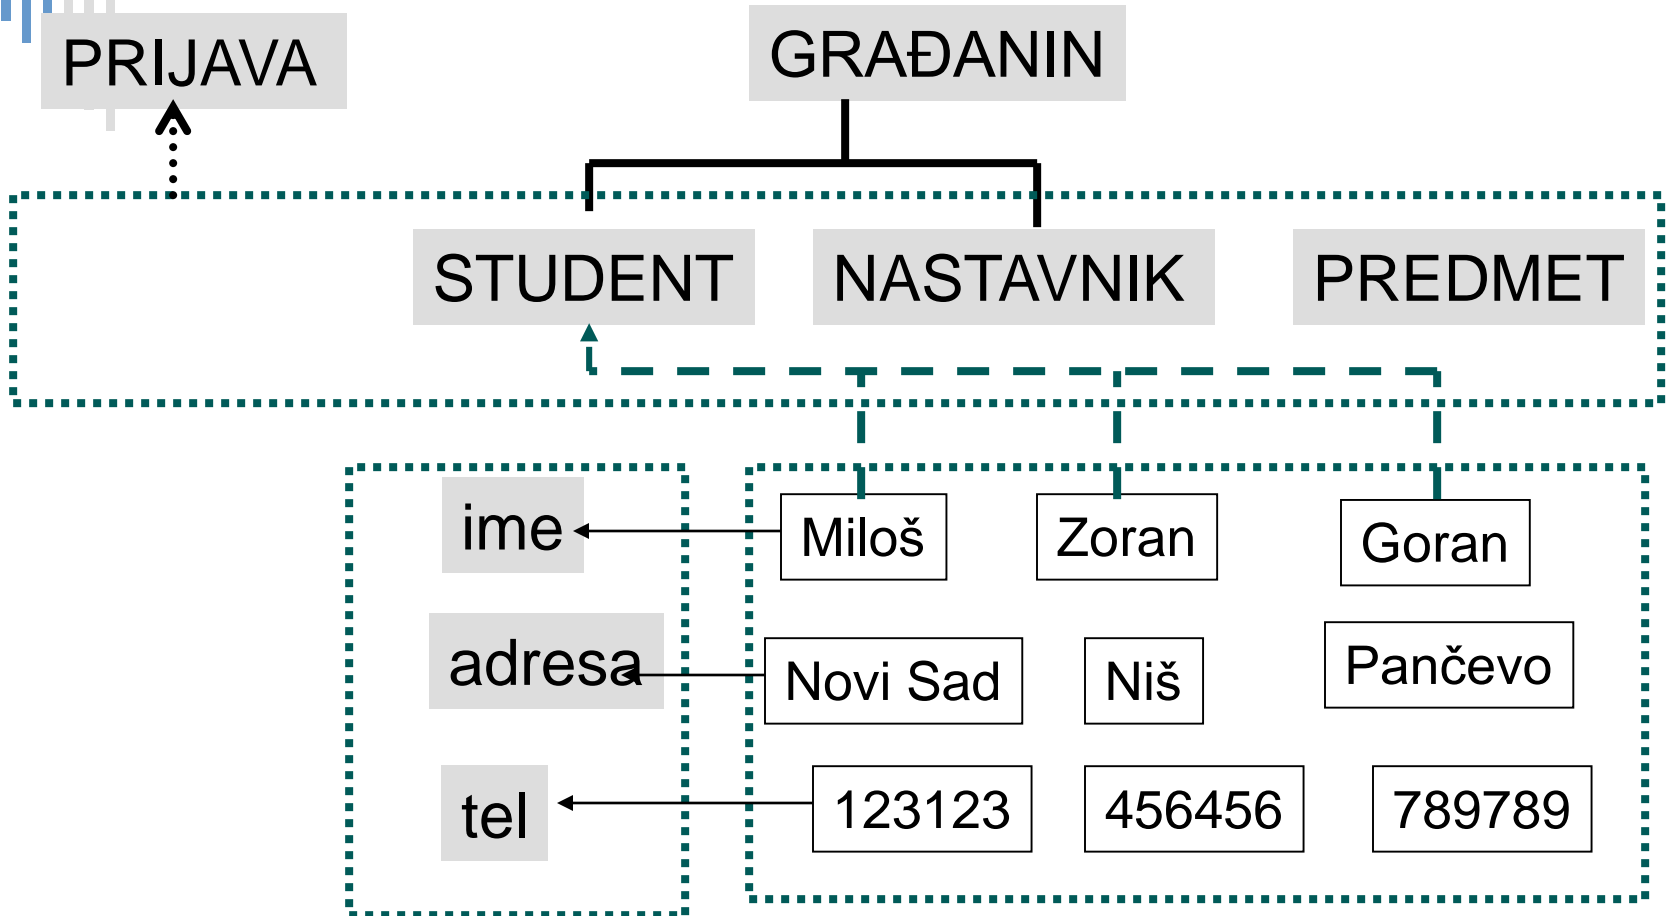 PRIJAVA
GRAĐANIN
STUDENT
NASTAVNIK
PREDMET
ime
Miloš
Zoran
Goran
adresa
Novi Sad
Niš
Pančevo
tel
123123
456456
789789